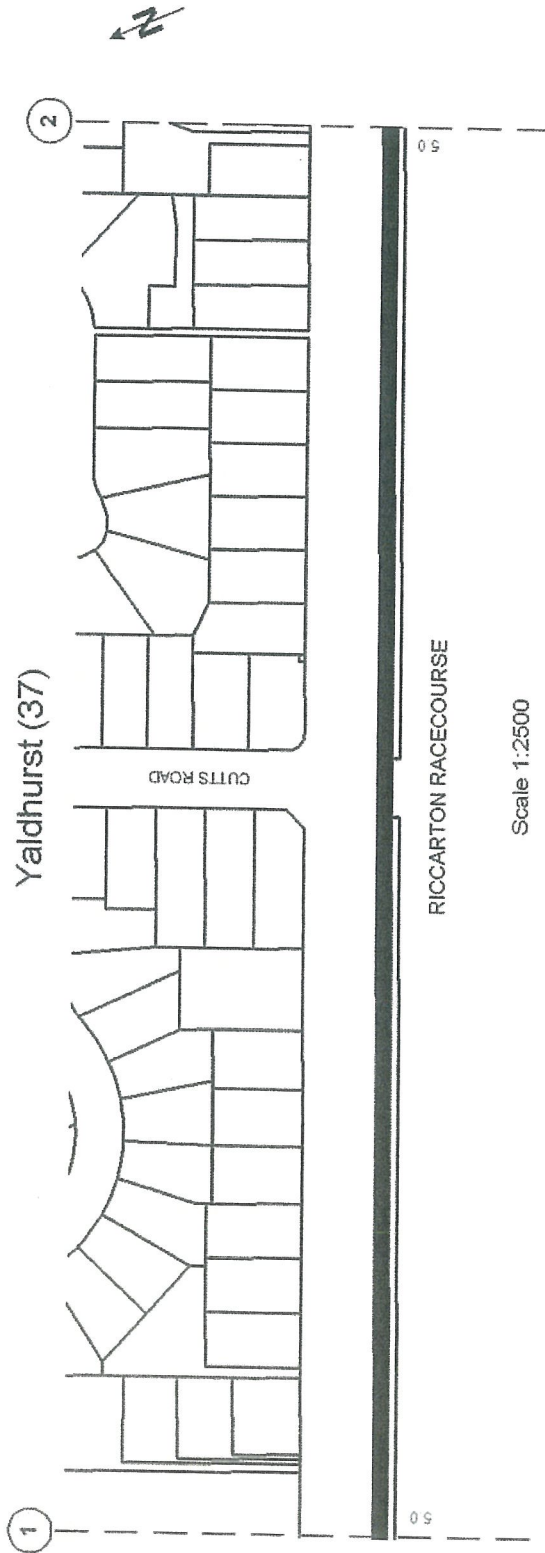 N
2
50
Yaldhurst (37)
CUTTS ROAD
RICCARTON RACECOURSE
Scale 1:2500
1
50